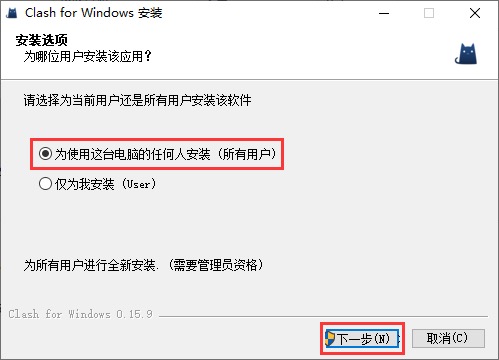 Clash for Windows 安装
安装选项
为哪位用户安装该应用？
请选择为当前用户还是所有用户安装该软件
为使用这台电脑的任何人安装 (所有用户)
仅为我安装 (User)
为所有用户进行全新安装. (需要管理员资格)
Clash for Windows 0.15.9
下一步(N)
取消(C)